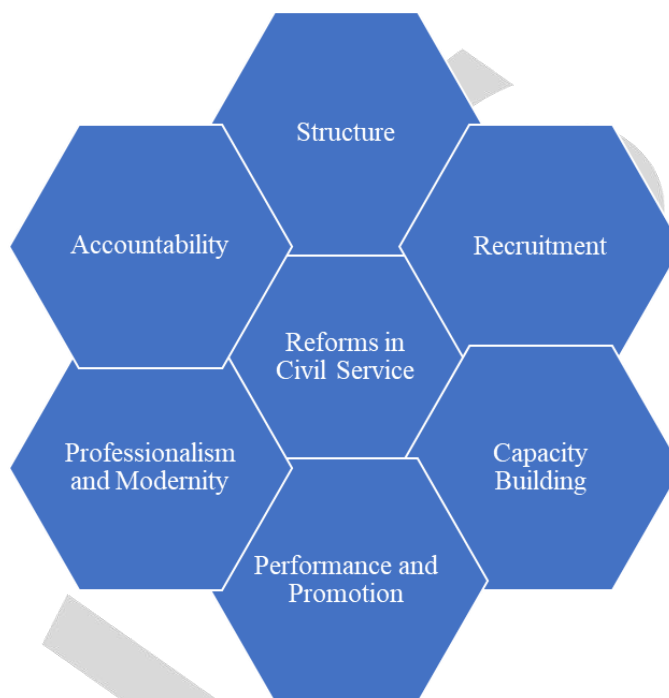 Structure
Accountability
Recruitment
Reforms in
Civil Service
Professionalism
and Modernity
Capacity
Building
Performance and
Promotion